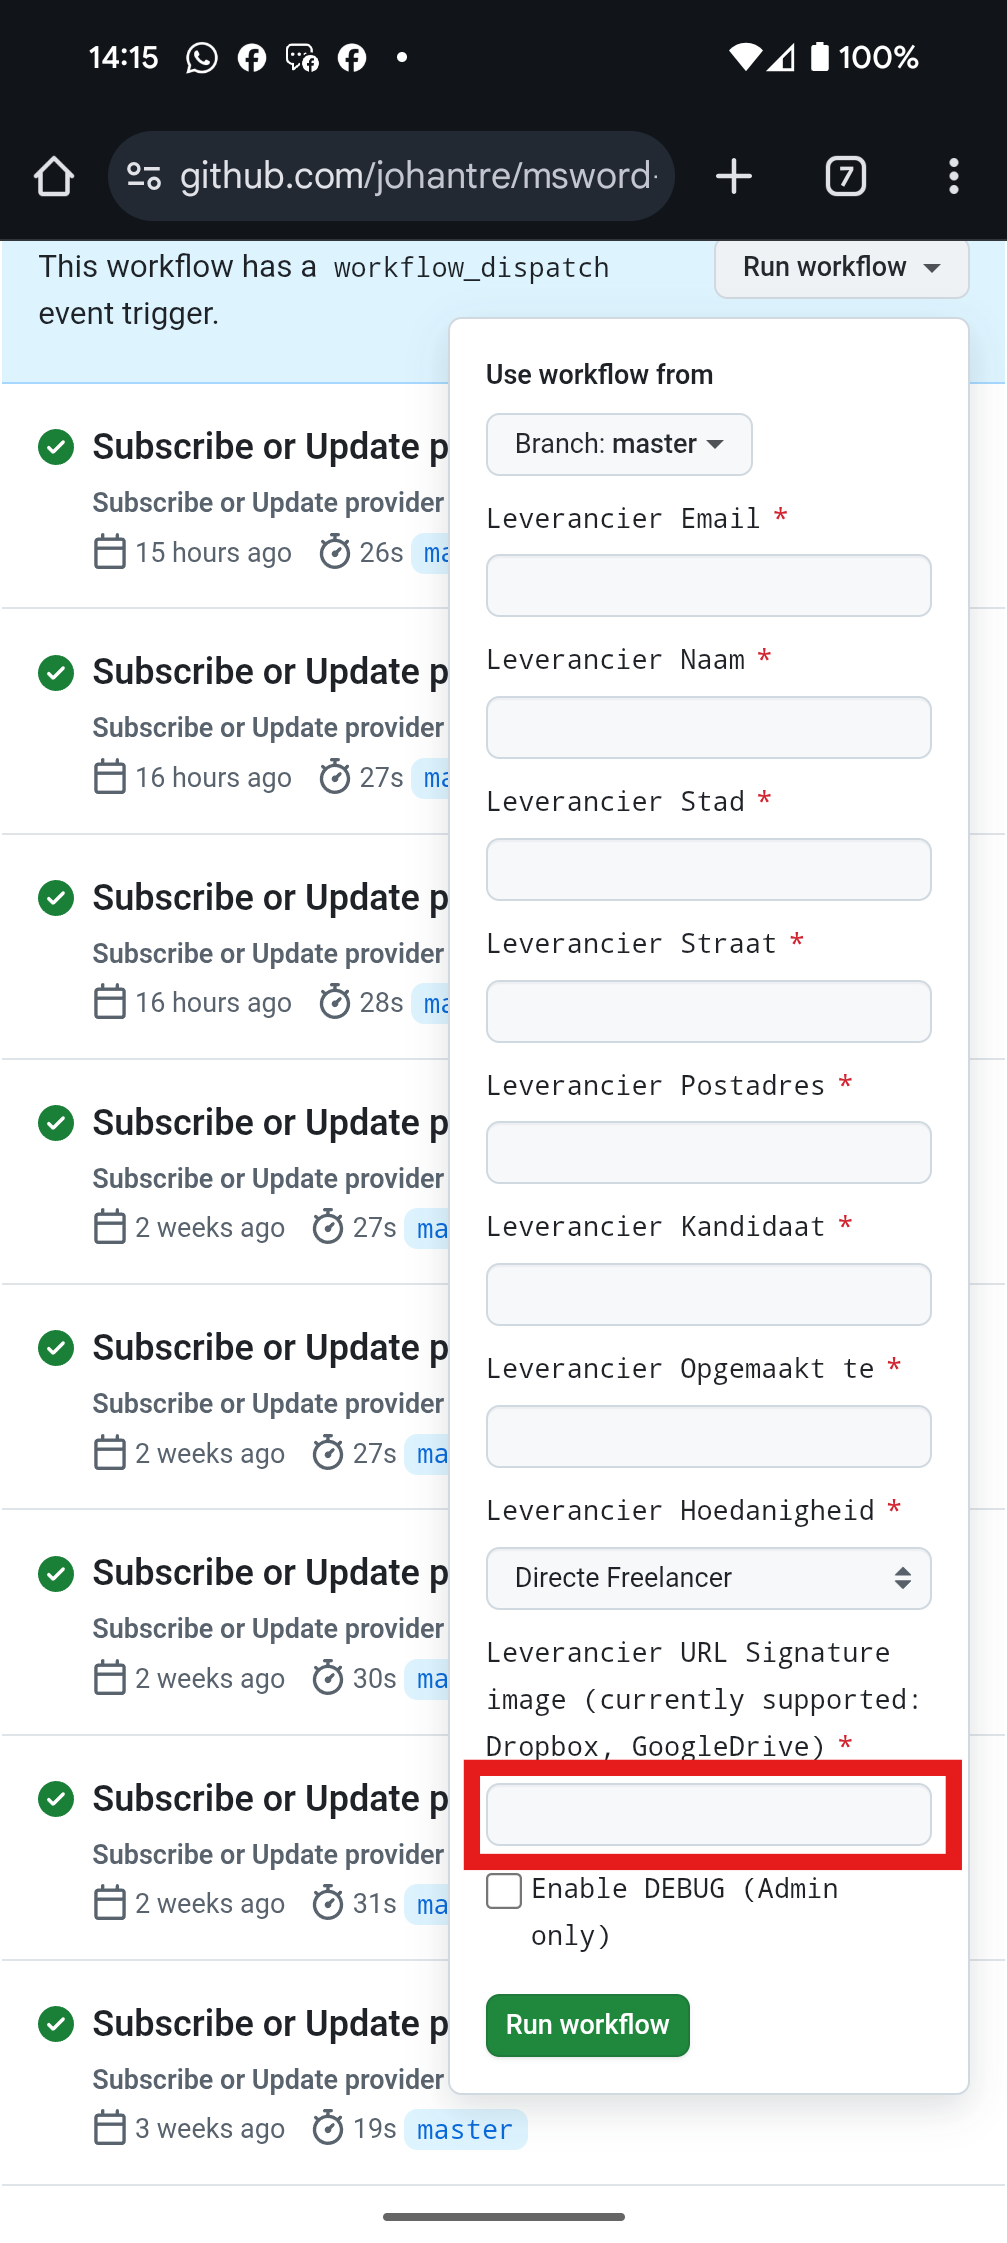 14:15 100%
github.com/johantre/msword- 7
This workflow has a workflow_dispatch
event trigger.
Run workflow
Use workflow from
Branch: master
Leverancier Email *
Leverancier Naam *
Leverancier Stad *
Leverancier Straat *
Leverancier Postadres *
Leverancier Kandidaat *
Leverancier Opgemaakt te *
Leverancier Hoedanigheid *
Directe Freelancer
Leverancier URL Signature
image (currently supported:
Dropbox, GoogleDrive) *
Enable DEBUG (Admin
only)
Run workflow
Subscribe or Update p
Subscribe or Update provider
15 hours ago 26s ma
Subscribe or Update p
Subscribe or Update provider
16 hours ago 27s ma
Subscribe or Update p
Subscribe or Update provider
16 hours ago 28s ma
Subscribe or Update p
Subscribe or Update provider
2 weeks ago 27s ma
Subscribe or Update p
Subscribe or Update provider
2 weeks ago 27s ma
Subscribe or Update p
Subscribe or Update provider
2 weeks ago 30s ma
Subscribe or Update p
Subscribe or Update provider
2 weeks ago 31s ma
Subscribe or Update p
Subscribe or Update provider
3 weeks ago 19s master